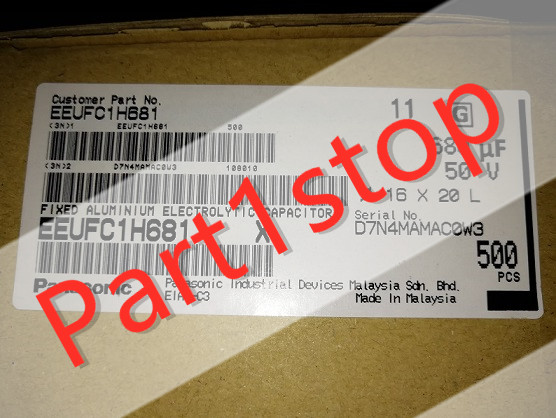 Customer Part No.
EEUFC1H681
11 G
(3N)1 EEUFC1H681 500
(3N)2 D7N4MAMAC0W3 108010
50 V
16 X 20 L
FIXED ALUMINIUM ELECTROLYTIC CAPACITOR
Serial No.
EEUFC1H681 X
D7N4MAMAC0W3
500
PCS
Panasonic
Panasonic Industrial Devices Malaysia Sdn. Bhd.
Made In Malaysia
Part1stop